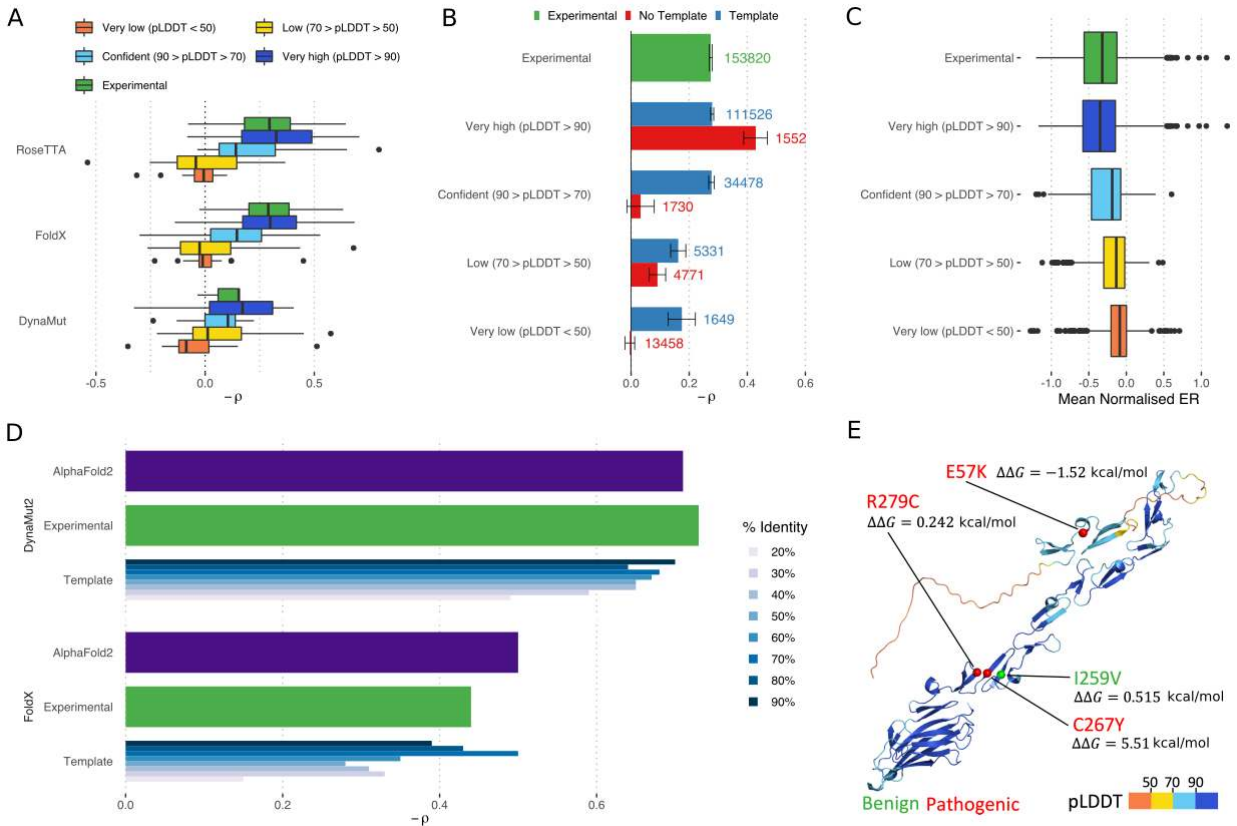 A
Very low (pLDDT < 50)
Low (70 > pLDDT > 50)
Confident (90 > pLDDT > 70)
Very high (pLDDT > 90)
Experimental
RoseTTA
FoldX
DynaMut
-0.5
0.0
0.5
−ρ
B
Experimental
No Template
Template
Experimental
153820
Very high (pLDDT > 90)
111526
1552
Confident (90 > pLDDT > 70)
34478
1730
Low (70 > pLDDT > 50)
5331
4771
Very low (pLDDT < 50)
1649
13458
0.0
0.2
0.4
0.6
−ρ
C
Experimental
Very high (pLDDT > 90)
Confident (90 > pLDDT > 70)
Low (70 > pLDDT > 50)
Very low (pLDDT < 50)
-1.0
-0.5
0.0
0.5
1.0
Mean Normalised ER
D
DynaMut2
AlphaFold2
Experimental
Template
FoldX
AlphaFold2
Experimental
Template
0.0
0.2
0.4
0.6
−ρ
% Identity
20%
30%
40%
50%
60%
70%
80%
90%
E
E57K ΔΔG = −1.52 kcal/mol
R279C
ΔΔG = 0.242 kcal/mol
I259V
ΔΔG = 0.515 kcal/mol
C267Y
ΔΔG = 5.51 kcal/mol
Benign Pathogenic
pLDDT
50 70 90